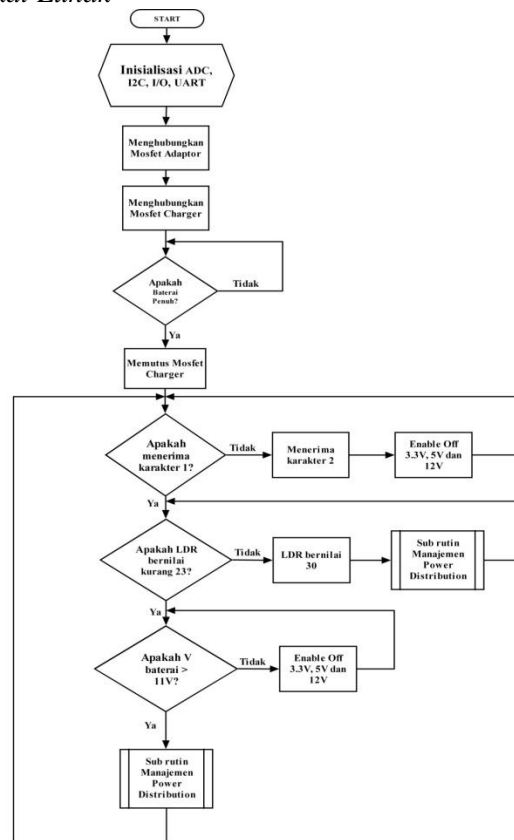 START
Inisialisasi ADC,
I2C, I/O, UART
Menghubungkan
Mosfet Adaptor
Menghubungkan
Mosfet Charger
Apakah
Baterai
Penuh?
Tidak
Ya
Memutus Mosfet
Charger
Apakah
menerima
karakter 1?
Tidak
Menerima
karakter 2
Enable Off
3.3V, 5V dan
12V
Ya
Apakah LDR
bernilai
kurang 23?
Tidak
LDR bernilai
30
Sub rutin
Manajemen
Power
Distribution
Ya
Apakah V
baterai >
11V?
Tidak
Enable Off
3.3V, 5V dan
12V
Ya
Sub rutin
Manajemen
Power
Distribution